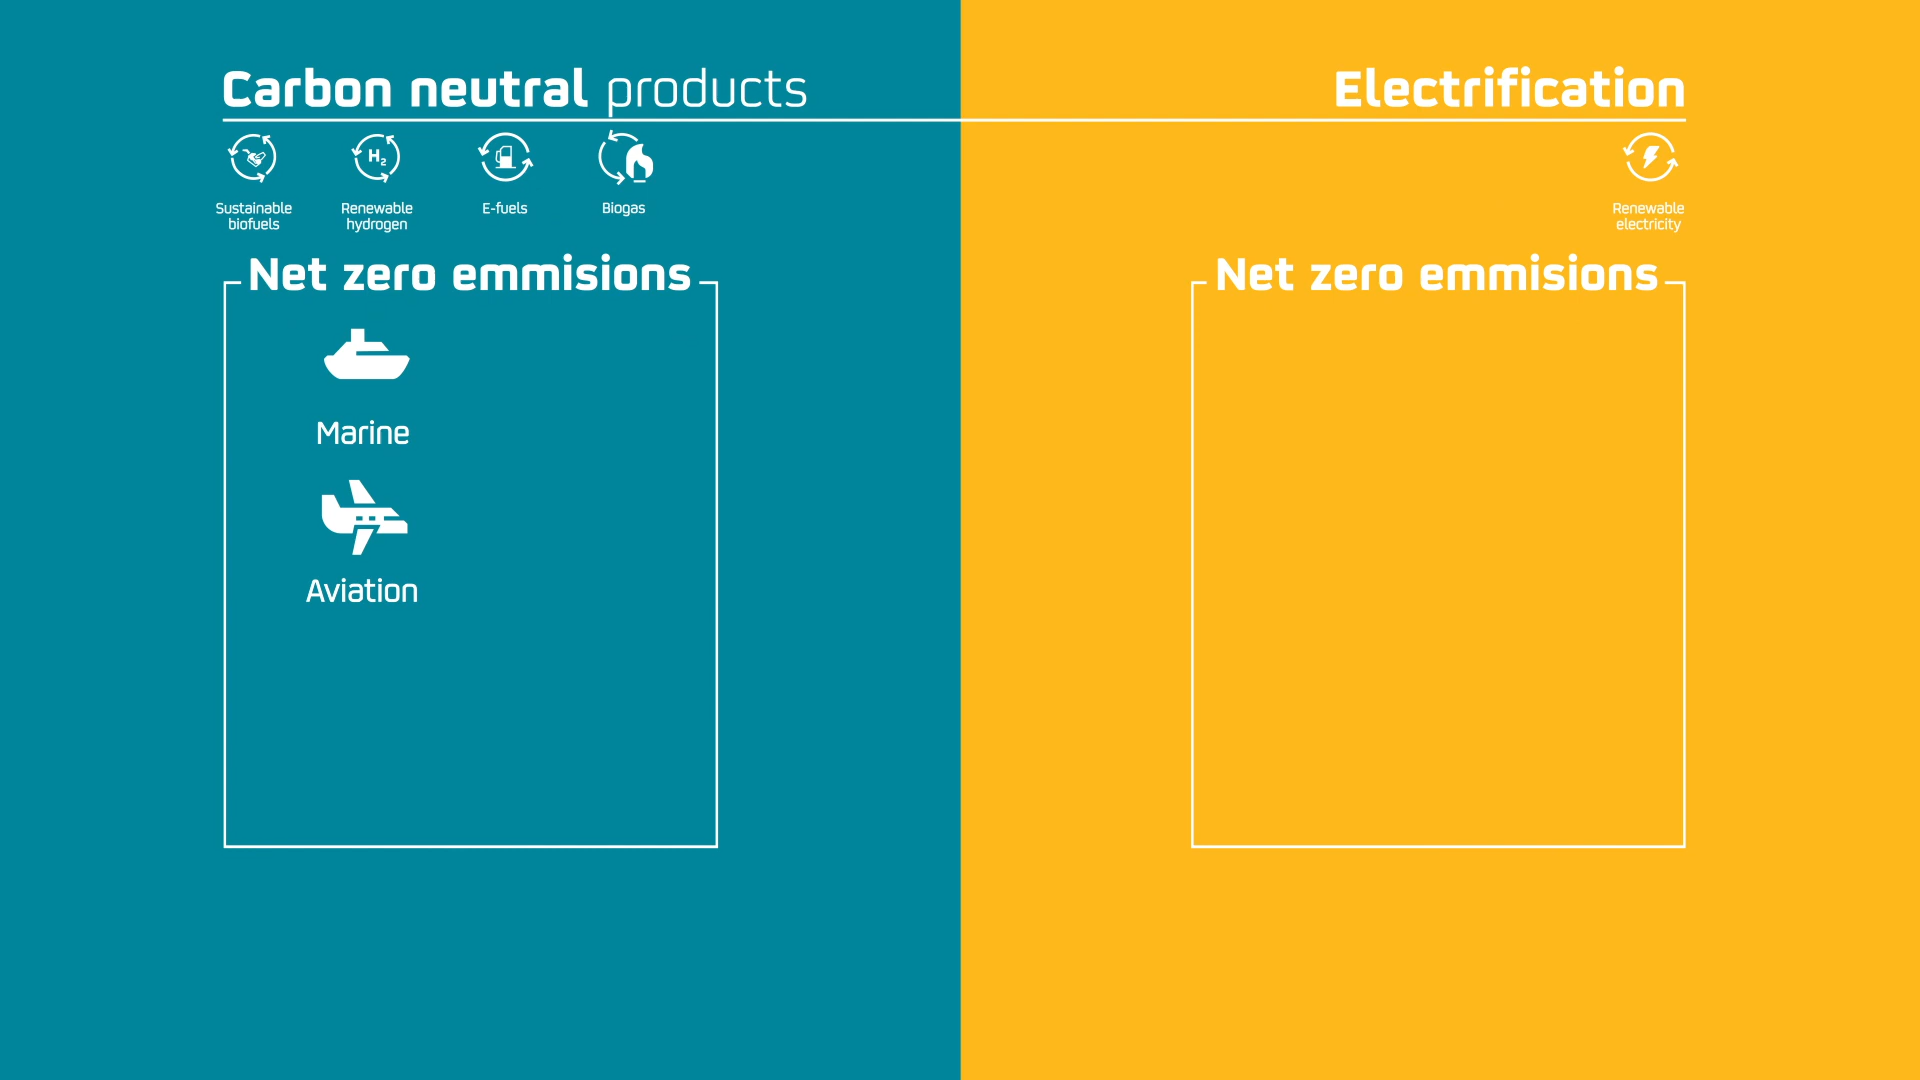 Carbon neutral products
Electrification
Sustainable
biofuels
Renewable
hydrogen
E-fuels
Biogas
Renewable
electricity
Net zero emmisions
Net zero emmisions
Marine
Aviation
H2